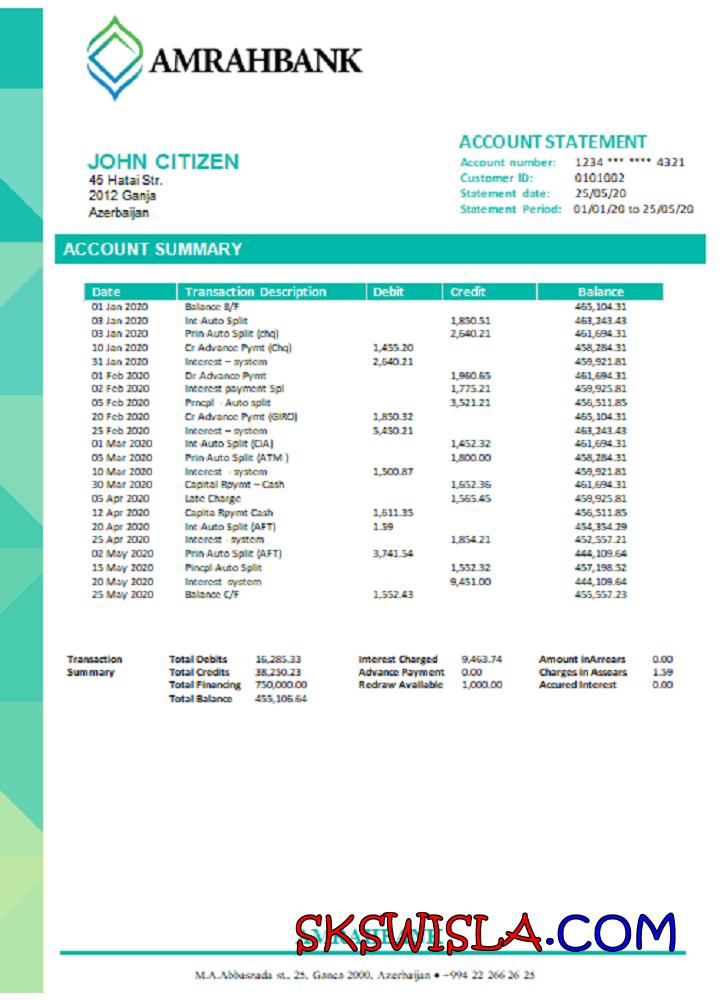 AMRAHBANK
JOHN CITIZEN
45 Hatai Str.
2012 Ganja
Azerbaijan
ACCOUNT STATEMENT
Account number: 1234 *** **** 4321
Customer ID: 0101002
Statement date: 25/05/20
Statement Period: 01/01/20 to 25/05/20
ACCOUNT SUMMARY
Date Transaction Description Debit Credit Balance
01 Jan 2020 Balance B/F 465,104.31
03 Jan 2020 Int-Auto Split 1,850.51 463,243.43
03 Jan 2020 Prin-Auto Split (chq) 2,640.21 461,694.31
10 Jan 2020 Cr Advance Pymt (Chq) 1,455.20 458,284.31
31 Jan 2020 Interest – system 2,640.21 459,921.81
01 Feb 2020 Dr Advance Pymt 1,960.65 461,694.31
02 Feb 2020 Interest payment Spl 1,775.21 459,925.81
05 Feb 2020 Prncpl - Auto split 3,521.21 456,511.85
20 Feb 2020 Cr Advance Pymt (GIRO) 1,850.32 465,104.31
25 Feb 2020 Interest – system 5,450.21 463,243.43
01 Mar 2020 Int-Auto Split (CIA) 1,452.32 461,694.31
05 Mar 2020 Prin-Auto Split (ATM ) 1,800.00 458,284.31
10 Mar 2020 Interest - system 1,500.87 459,921.81
30 Mar 2020 Capital Rpymt – Cash 1,652.36 461,694.31
05 Apr 2020 Late Charge 1,565.45 459,925.81
12 Apr 2020 Capita Rpymt-Cash 1,611.35 456,511.85
20 Apr 2020 Int-Auto Split (AFT) 1.59 454,354.29
25 Apr 2020 Interest - system 1,854.21 452,557.21
02 May 2020 Prin-Auto Split (AFT) 3,741.54 444,109.64
15 May 2020 Pincpl-Auto Split 1,552.32 457,198.52
20 May 2020 Interest-system 9,451.00 444,109.64
25 May 2020 Balance C/F 1,552.43 455,557.23
Transaction Total Debits 16,285.33 Interest Charged 9,463.74 Amount inArrears 0.00
Summary Total Credits 38,250.23 Advance Payment 0.00 Charges in Assears 1.59
Total Financing 750,000.00 Redraw Available 1,000.00 Accured Interest 0.00
Total Balance 455,106.64
AMRAHBANK
SKSWISLA.COM
M.A.Abbaszada st., 25, Ganca 2000, Azerbaijan ● +994 22 266 26 25